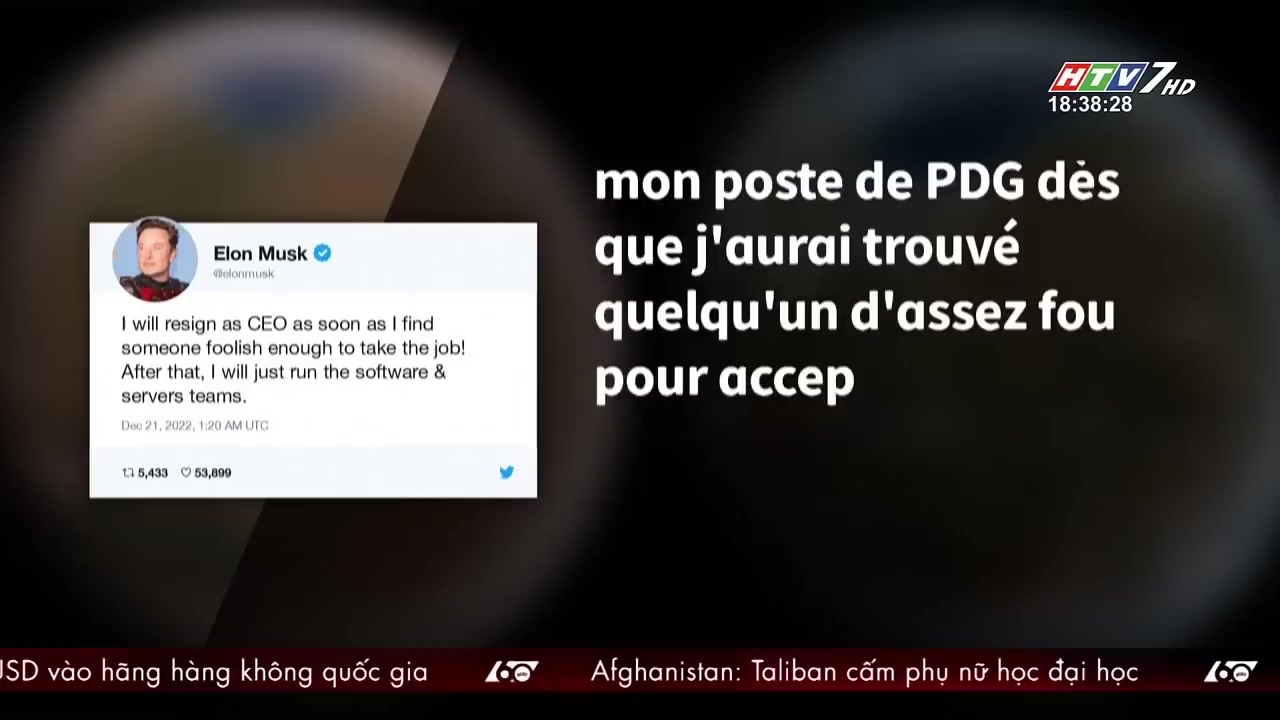 HTV7HD
18:38:28
mon poste de PDG dès
que j'aurai trouvé
quelqu'un d'assez fou
pour accep
Elon Musk
@elonmusk
I will resign as CEO as soon as I find
someone foolish enough to take the job!
After that, I will just run the software &
servers teams.
Dec 21, 2022, 1:20 AM UTC
5,433 53,899
USD vào hãng hàng không quốc gia 60 Afghanistan: Taliban cấm phụ nữ học đại học 60